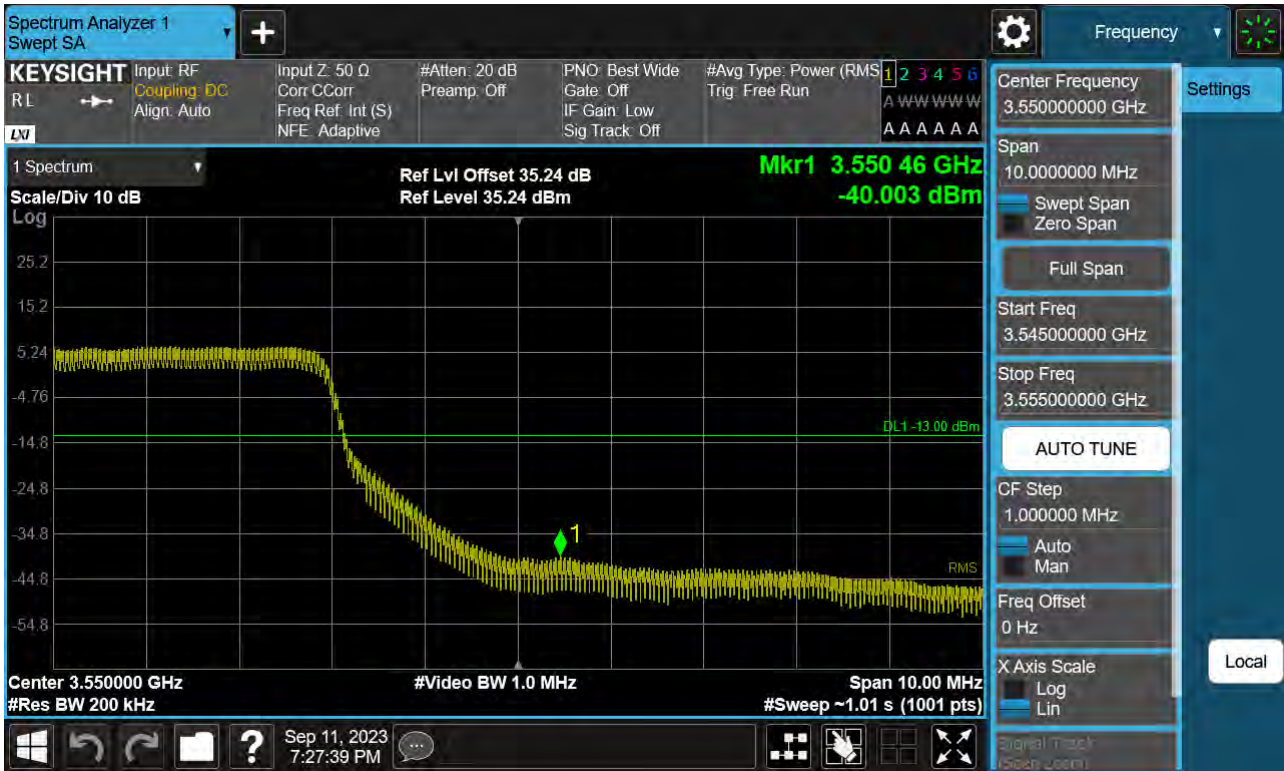 Spectrum Analyzer 1
Swept SA
+
Frequency
KEYSIGHT
RL
LXI
Input: RF
Coupling: DC
Align: Auto
Input Z: 50 Ω
Corr CCorr
Freq Ref: Int (S)
NFE: Adaptive
#Atten: 20 dB
Preamp: Off
PNO: Best Wide
Gate: Off
IF Gain: Low
Sig Track: Off
#Avg Type: Power (RMS
Trig: Free Run
1 2 3 4 5 6
A W W W W W
A A A A A A
1 Spectrum
Scale/Div 10 dB
Log
Ref Lvl Offset 35.24 dB
Ref Level 35.24 dBm
Mkr1 3.550 46 GHz
-40.003 dBm
25.2
15.2
5.24
-4.76
-14.8
-24.8
-34.8
-44.8
-54.8
DL1 -13.00 dBm
1
RMS
Center 3.550000 GHz
#Res BW 200 kHz
#Video BW 1.0 MHz
Span 10.00 MHz
#Sweep ~1.01 s (1001 pts)
Center Frequency
3.550000000 GHz
Settings
Span
10.0000000 MHz
Swept Span
Zero Span
Full Span
Start Freq
3.545000000 GHz
Stop Freq
3.555000000 GHz
AUTO TUNE
CF Step
1.000000 MHz
Auto
Man
Freq Offset
0 Hz
X Axis Scale
Log
Lin
Local
Signal Track
(Span Zoom)
?
Sep 11, 2023
7:27:39 PM